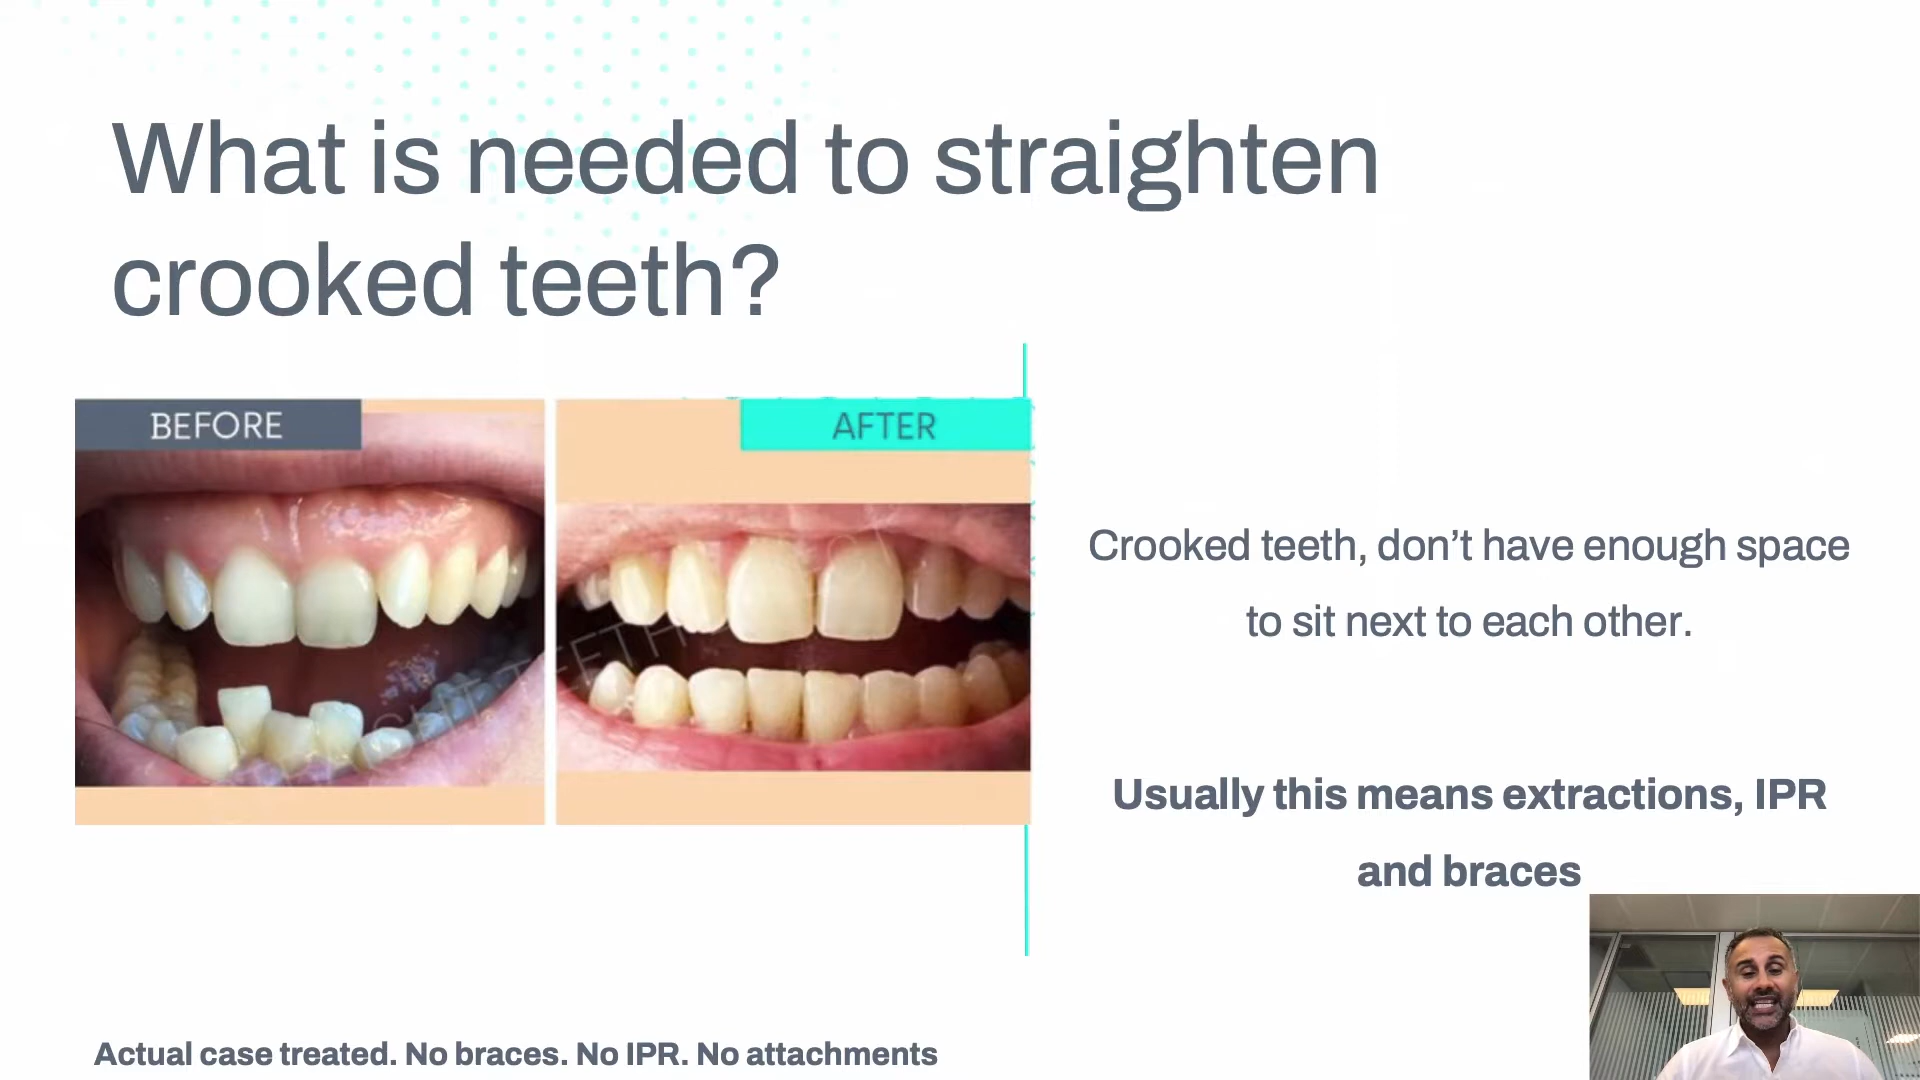 What is needed to straighten
crooked teeth?
BEFORE
AFTER
Crooked teeth, don’t have enough space
to sit next to each other.
Usually this means extractions, IPR
and braces
Actual case treated. No braces. No IPR. No attachments